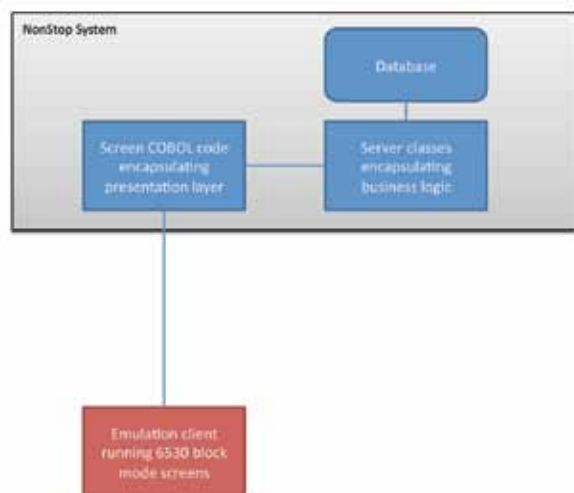 NonStop System
Database
Screen COBOL code
encapsulating
presentation layer
Server classes
encapsulating
business logic
Emulation client
running 6530 block
mode screens